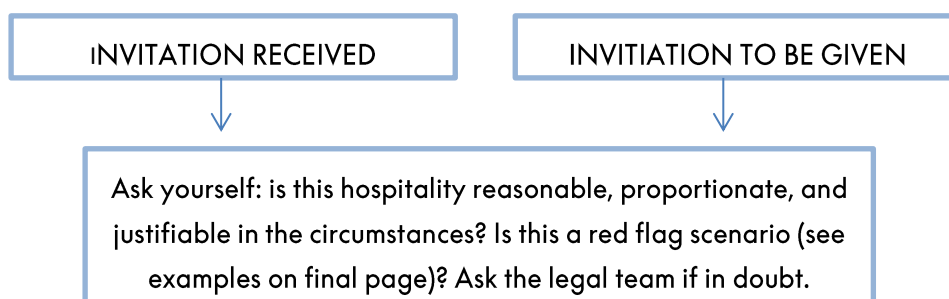 INVITATION RECEIVED
INVITIATION TO BE GIVEN
Ask yourself: is this hospitality reasonable, proportionate, and
justifiable in the circumstances? Is this a red flag scenario (see
examples on final page)? Ask the legal team if in doubt.